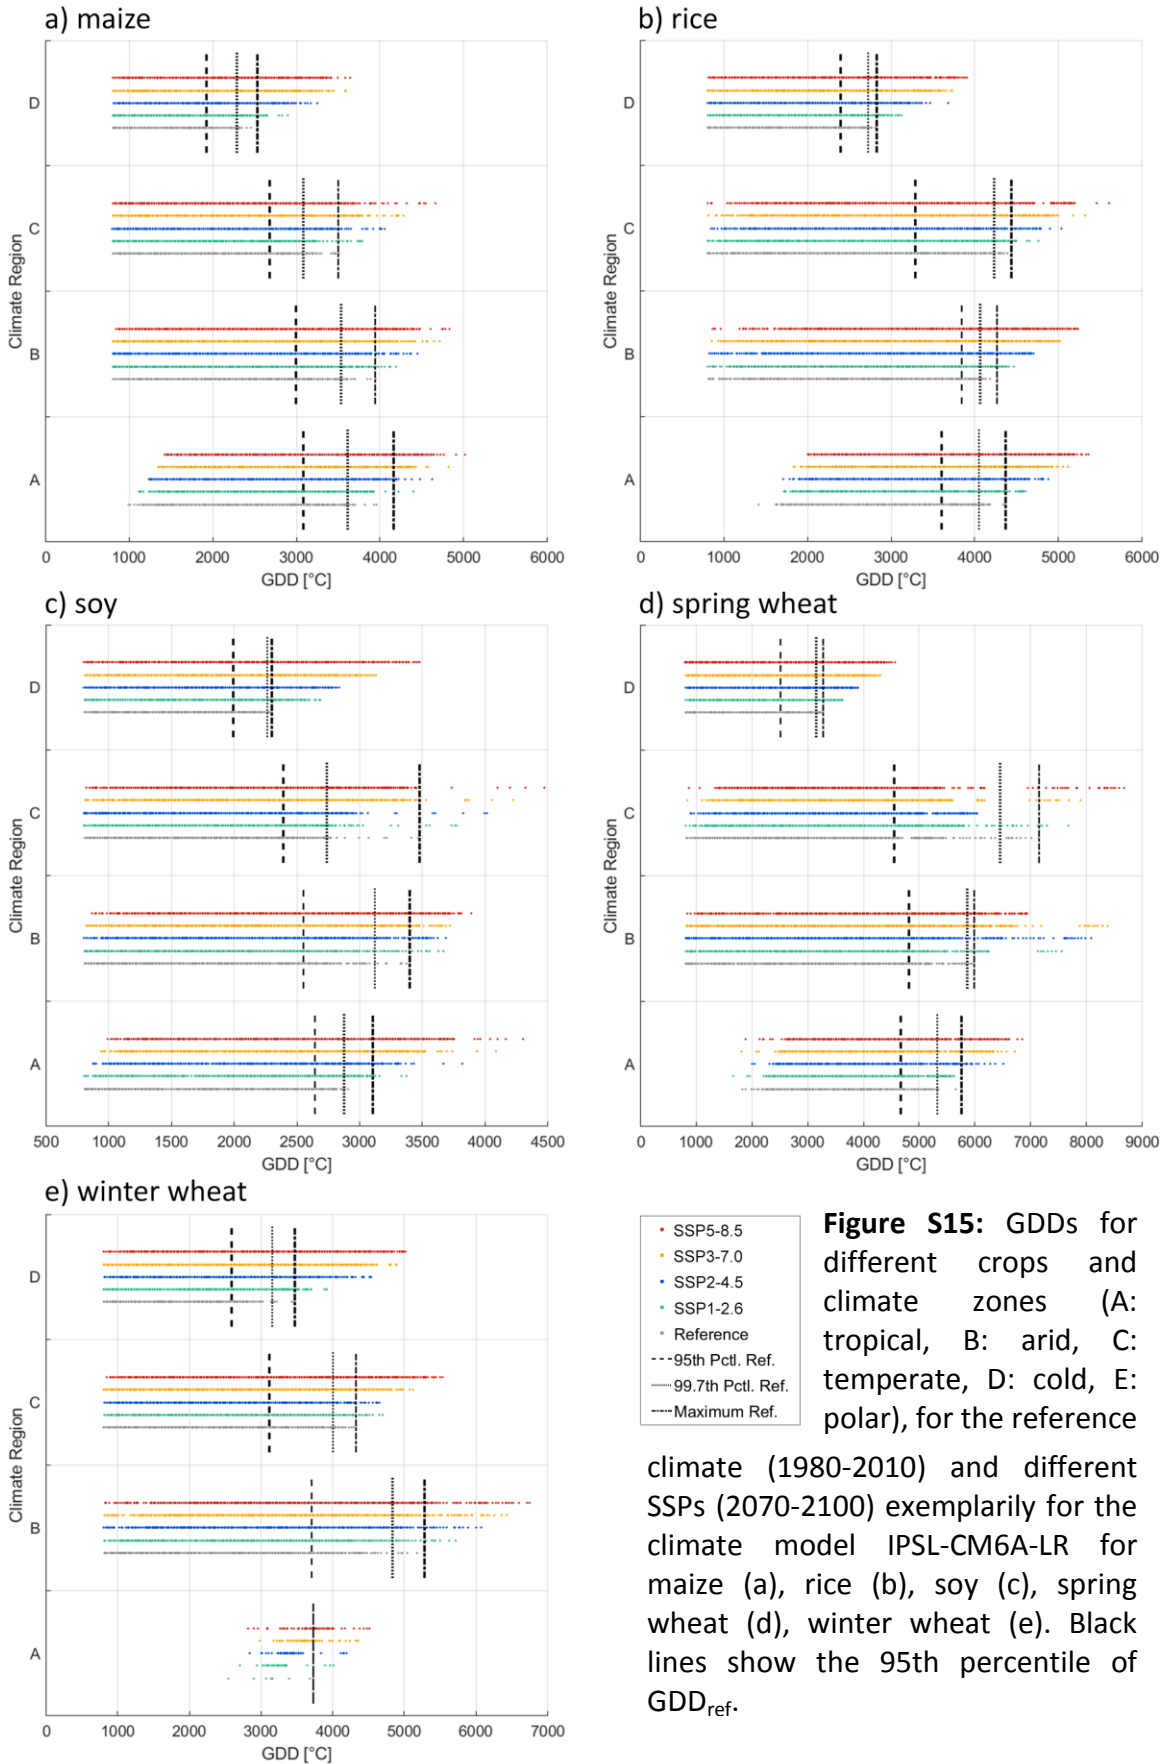 a) maize
D
C
B
A
Climate Region
0 1000 2000 3000 4000 5000 6000
GDD [°C]
b) rice
D
C
B
A
Climate Region
0 1000 2000 3000 4000 5000 6000
GDD [°C]
c) soy
D
C
B
A
Climate Region
500 1000 1500 2000 2500 3000 3500 4000 4500
GDD [°C]
d) spring wheat
D
C
B
A
Climate Region
0 1000 2000 3000 4000 5000 6000 7000 8000 9000
GDD [°C]
e) winter wheat
D
C
B
A
Climate Region
0 1000 2000 3000 4000 5000 6000 7000
GDD [°C]
SSP5-8.5
SSP3-7.0
SSP2-4.5
SSP1-2.6
Reference
95th Pctl. Ref.
99.7th Pctl. Ref.
Maximum Ref.
Figure S15: GDDs for
different crops and
climate zones (A:
tropical, B: arid, C:
temperate, D: cold, E:
polar), for the reference
climate (1980-2010) and different
SSPs (2070-2100) exemplarily for the
climate model IPSL-CM6A-LR for
maize (a), rice (b), soy (c), spring
wheat (d), winter wheat (e). Black
lines show the 95th percentile of
GDDref.